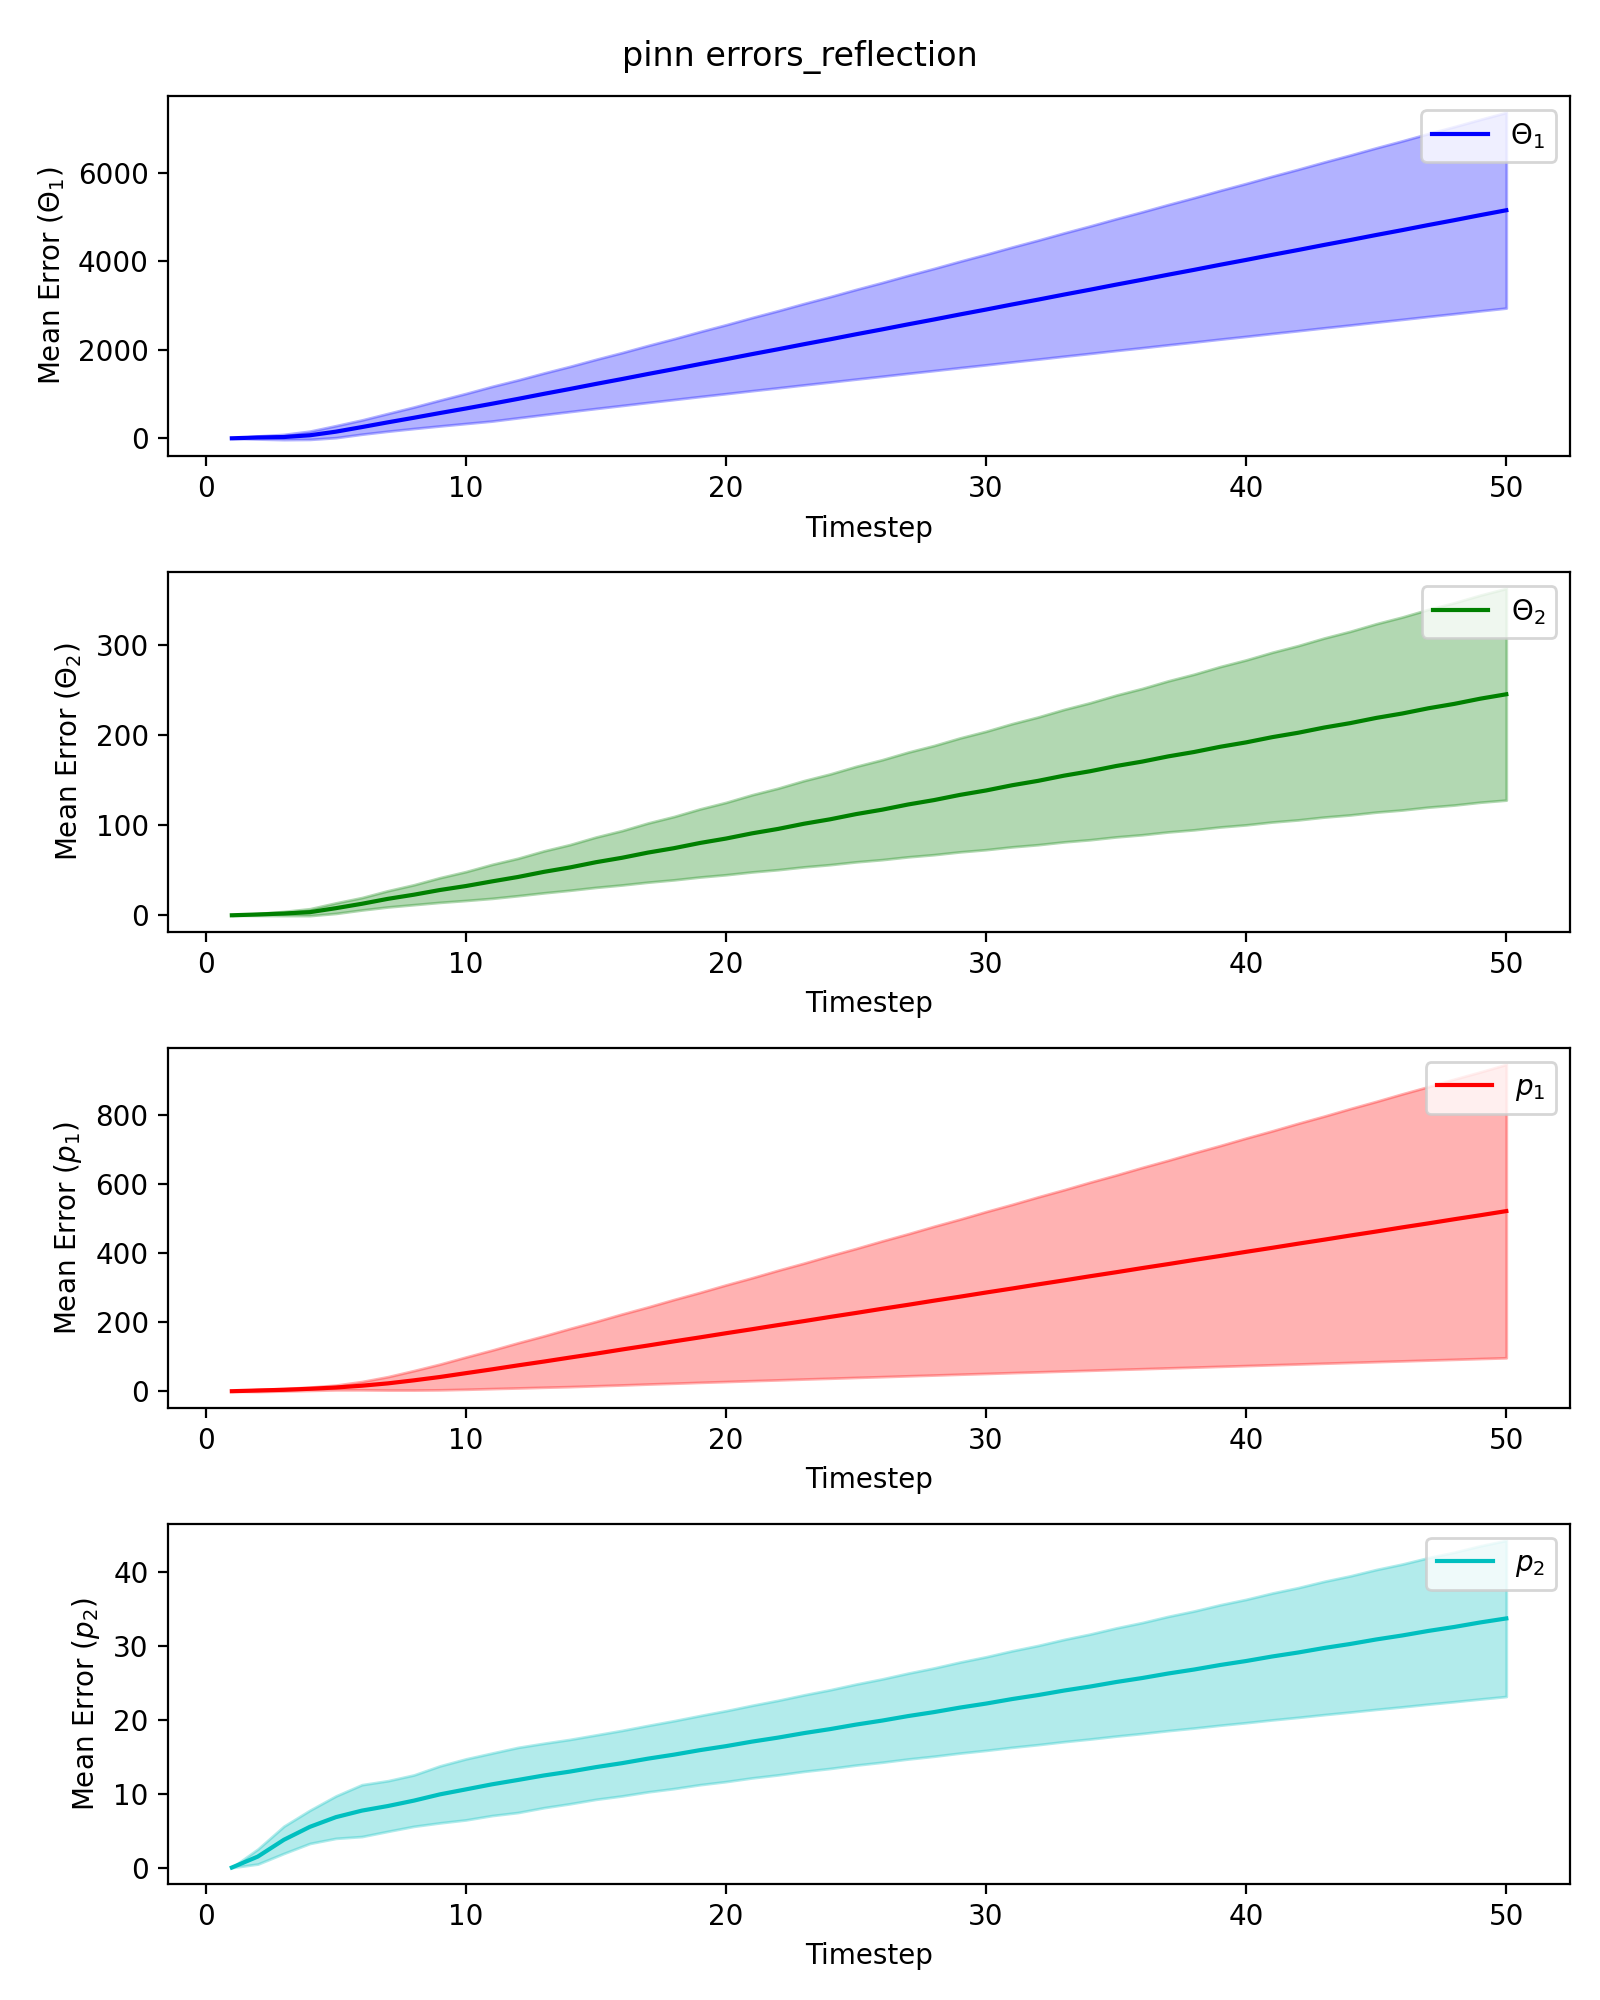 pinn errors_reflection
Mean Error (Θ₁)
6000
4000
2000
0
Θ₁
0 10 20 30 40 50
Timestep
Mean Error (Θ₂)
300
200
100
0
Θ₂
0 10 20 30 40 50
Timestep
Mean Error (p₁)
800
600
400
200
0
p₁
0 10 20 30 40 50
Timestep
Mean Error (p₂)
40
30
20
10
0
p₂
0 10 20 30 40 50
Timestep